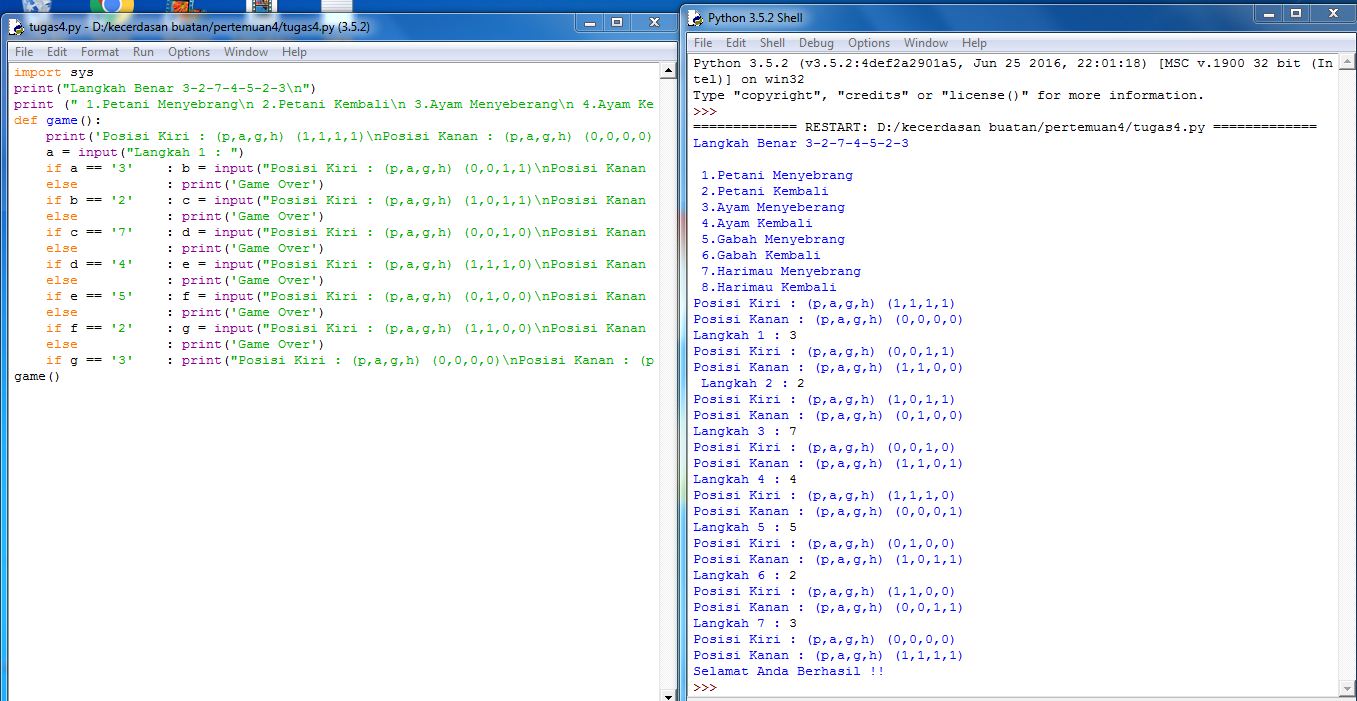 tugas4.py - D:/kecerdasan buatan/pertemuan4/tugas4.py (3.5.2)
File Edit Format Run Options Window Help
import sys
print("Langkah Benar 3-2-7-4-5-2-3\n")
print (" 1.Petani Menyebrang\n 2.Petani Kembali\n 3.Ayam Menyeberang\n 4.Ayam Ke
def game():
    print('Posisi Kiri : (p,a,g,h) (1,1,1,1)\nPosisi Kanan : (p,a,g,h) (0,0,0,0)
    a = input("Langkah 1 : ")
    if a == '3'    : b = input("Posisi Kiri : (p,a,g,h) (0,0,1,1)\nPosisi Kanan
    else           : print('Game Over')
    if b == '2'    : c = input("Posisi Kiri : (p,a,g,h) (1,0,1,1)\nPosisi Kanan
    else           : print('Game Over')
    if c == '7'    : d = input("Posisi Kiri : (p,a,g,h) (0,0,1,0)\nPosisi Kanan
    else           : print('Game Over')
    if d == '4'    : e = input("Posisi Kiri : (p,a,g,h) (1,1,1,0)\nPosisi Kanan
    else           : print('Game Over')
    if e == '5'    : f = input("Posisi Kiri : (p,a,g,h) (0,1,0,0)\nPosisi Kanan
    else           : print('Game Over')
    if f == '2'    : g = input("Posisi Kiri : (p,a,g,h) (1,1,0,0)\nPosisi Kanan
    else           : print('Game Over')
    if g == '3'    : print("Posisi Kiri : (p,a,g,h) (0,0,0,0)\nPosisi Kanan : (p
game()
Python 3.5.2 Shell
File Edit Shell Debug Options Window Help
Python 3.5.2 (v3.5.2:4def2a2901a5, Jun 25 2016, 22:01:18) [MSC v.1900 32 bit (In
tel)] on win32
Type "copyright", "credits" or "license()" for more information.
>>>
============= RESTART: D:/kecerdasan buatan/pertemuan4/tugas4.py =============
Langkah Benar 3-2-7-4-5-2-3
 1.Petani Menyebrang
 2.Petani Kembali
 3.Ayam Menyeberang
 4.Ayam Kembali
 5.Gabah Menyebrang
 6.Gabah Kembali
 7.Harimau Menyebrang
 8.Harimau Kembali
Posisi Kiri : (p,a,g,h) (1,1,1,1)
Posisi Kanan : (p,a,g,h) (0,0,0,0)
Langkah 1 : 3
Posisi Kiri : (p,a,g,h) (0,0,1,1)
Posisi Kanan : (p,a,g,h) (1,1,0,0)
 Langkah 2 : 2
Posisi Kiri : (p,a,g,h) (1,0,1,1)
Posisi Kanan : (p,a,g,h) (0,1,0,0)
Langkah 3 : 7
Posisi Kiri : (p,a,g,h) (0,0,1,0)
Posisi Kanan : (p,a,g,h) (1,1,0,1)
Langkah 4 : 4
Posisi Kiri : (p,a,g,h) (1,1,1,0)
Posisi Kanan : (p,a,g,h) (0,0,0,1)
Langkah 5 : 5
Posisi Kiri : (p,a,g,h) (0,1,0,0)
Posisi Kanan : (p,a,g,h) (1,0,1,1)
Langkah 6 : 2
Posisi Kiri : (p,a,g,h) (1,1,0,0)
Posisi Kanan : (p,a,g,h) (0,0,1,1)
Langkah 7 : 3
Posisi Kiri : (p,a,g,h) (0,0,0,0)
Posisi Kanan : (p,a,g,h) (1,1,1,1)
Selamat Anda Berhasil !!
>>>